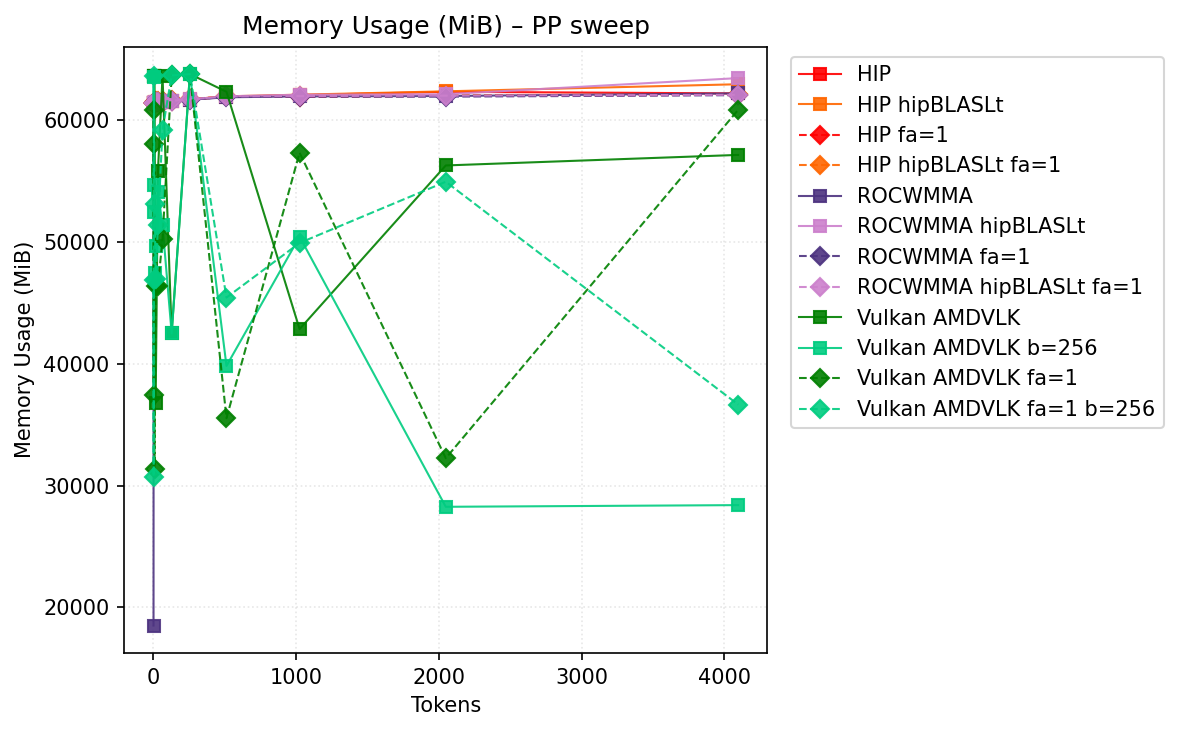 Memory Usage (MiB) – PP sweep
Memory Usage (MiB)
60000
50000
40000
30000
20000
0
1000
2000
3000
4000
Tokens
HIP
HIP hipBLASLt
HIP fa=1
HIP hipBLASLt fa=1
ROCWMMA
ROCWMMA hipBLASLt
ROCWMMA fa=1
ROCWMMA hipBLASLt fa=1
Vulkan AMDVLK
Vulkan AMDVLK b=256
Vulkan AMDVLK fa=1
Vulkan AMDVLK fa=1 b=256